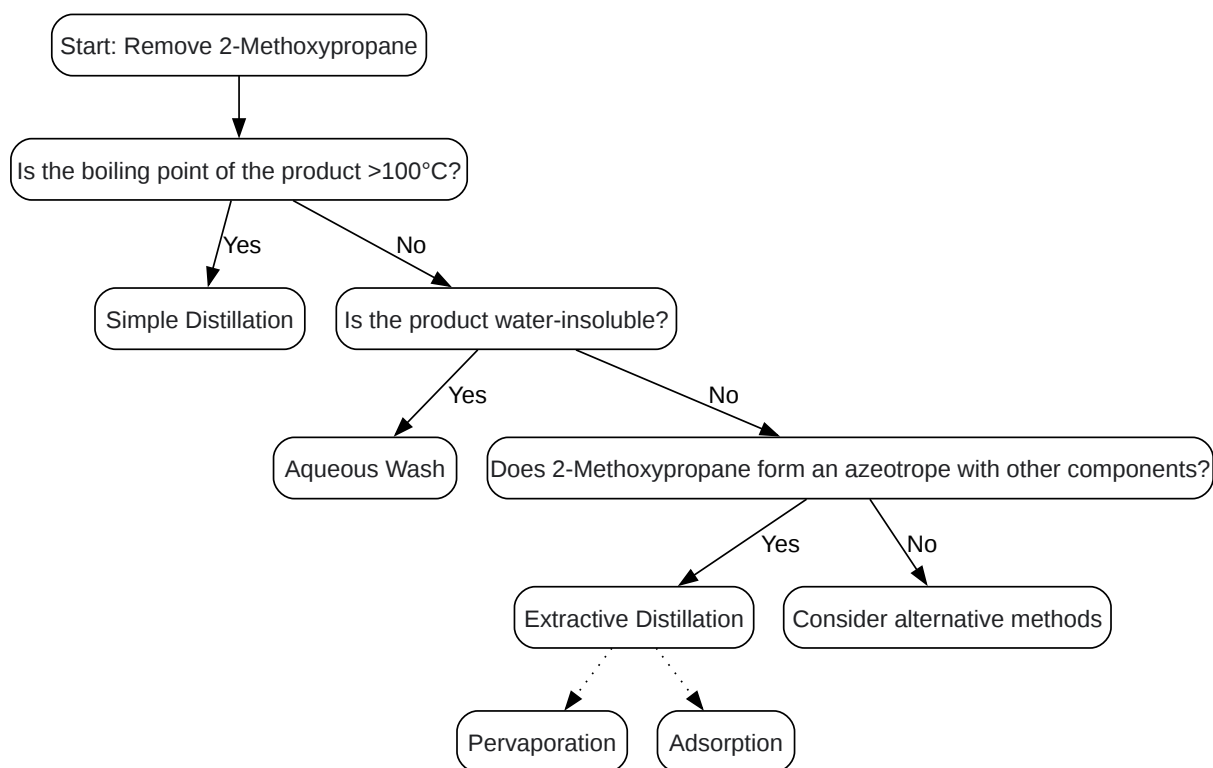 Start: Remove 2-Methoxypropane
Is the boiling point of the product >100°C?
Yes
No
Simple Distillation
Is the product water-insoluble?
Yes
No
Aqueous Wash
Does 2-Methoxypropane form an azeotrope with other components?
Yes
No
Extractive Distillation
Consider alternative methods
Pervaporation
Adsorption